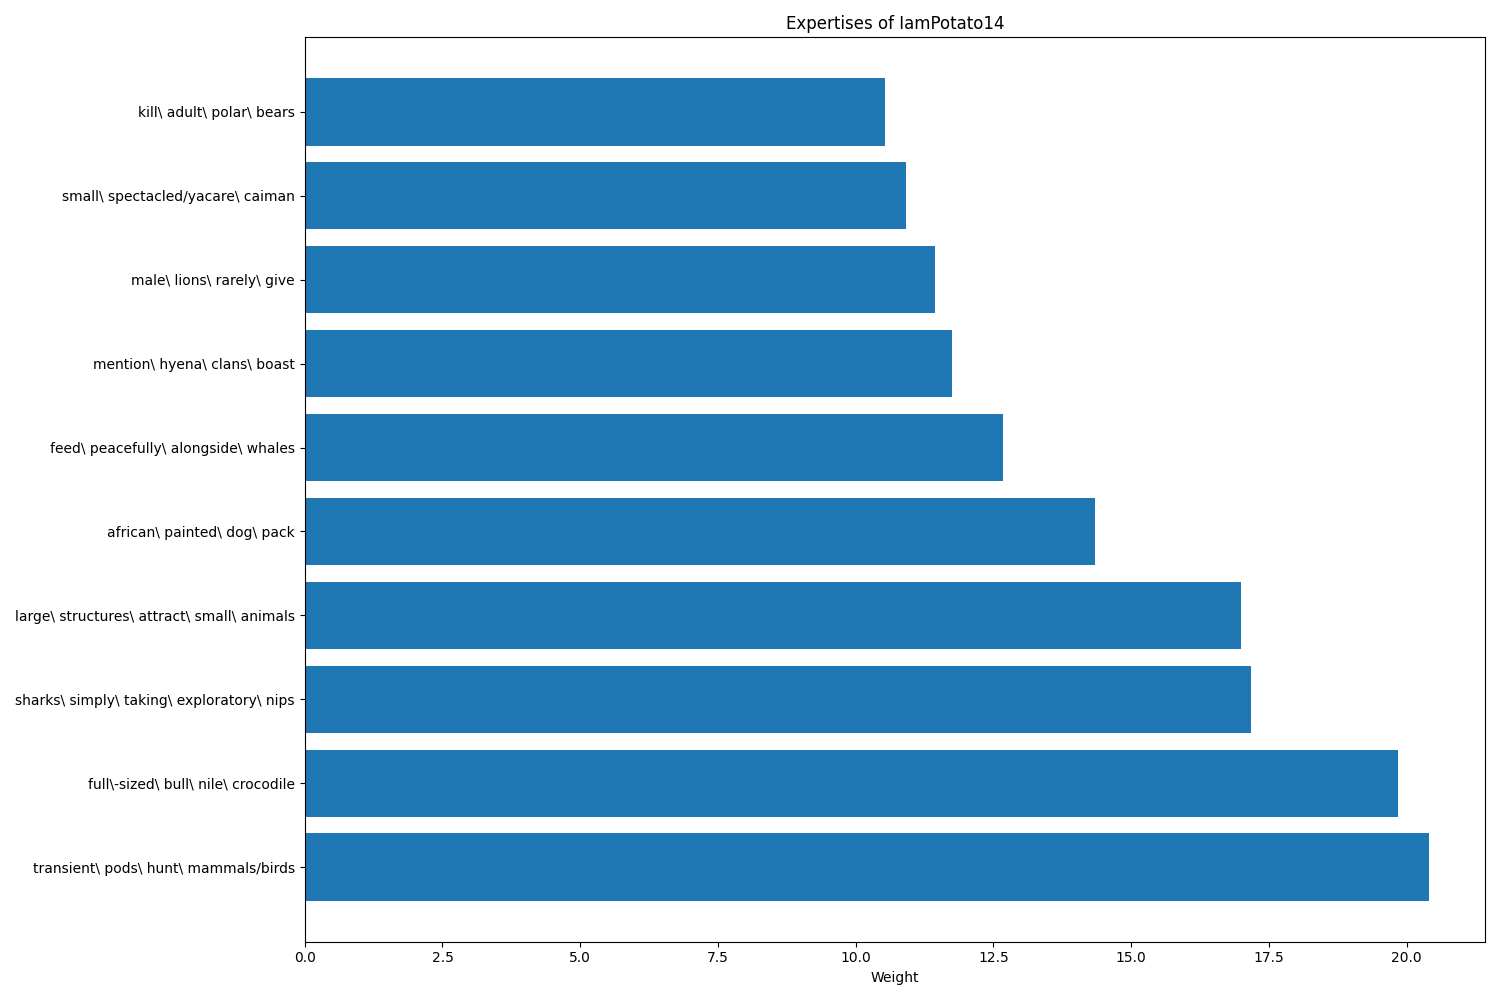 Expertises of IamPotato14
kill\ adult\ polar\ bears
small\ spectacled/yacare\ caiman
male\ lions\ rarely\ give
mention\ hyena\ clans\ boast
feed\ peacefully\ alongside\ whales
african\ painted\ dog\ pack
large\ structures\ attract\ small\ animals
sharks\ simply\ taking\ exploratory\ nips
full\-sized\ bull\ nile\ crocodile
transient\ pods\ hunt\ mammals/birds
0.0 2.5 5.0 7.5 10.0 12.5 15.0 17.5 20.0
Weight